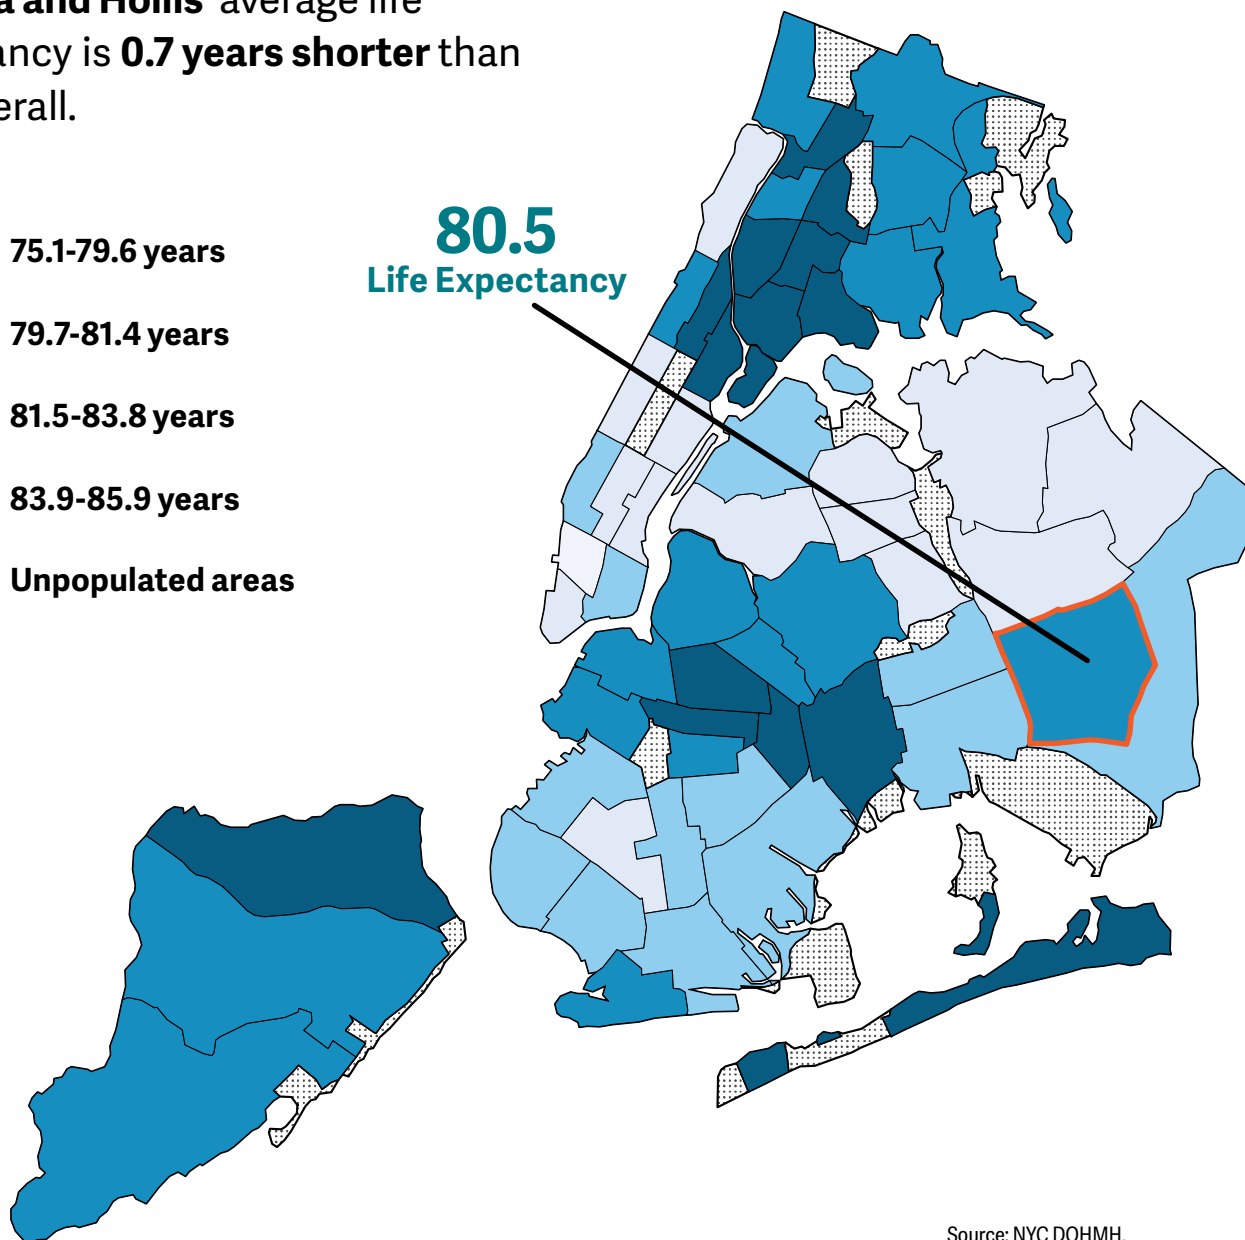 a and Hollis' average life
ancy is 0.7 years shorter than
erall.
80.5
Life Expectancy
75.1-79.6 years
79.7-81.4 years
81.5-83.8 years
83.9-85.9 years
Unpopulated areas
Source: NYC DOHMH.